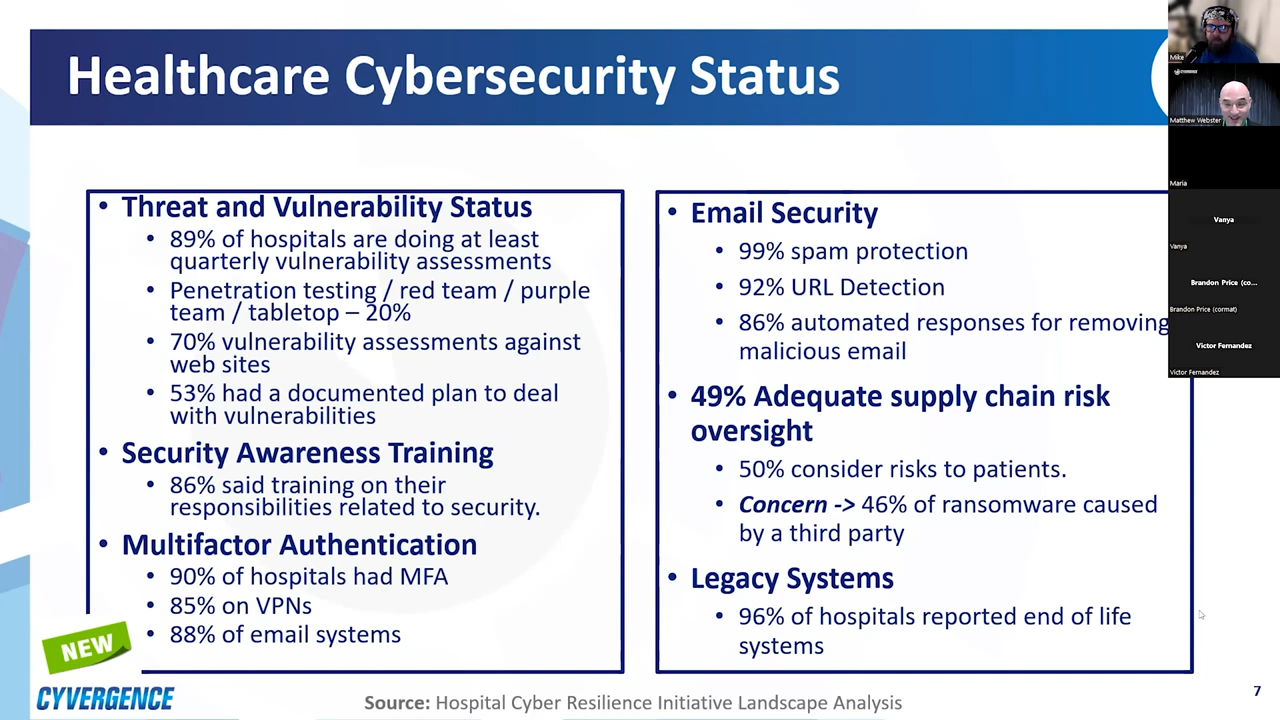 Healthcare Cybersecurity Status
• Threat and Vulnerability Status
• 89% of hospitals are doing at least
quarterly vulnerability assessments
• Penetration testing / red team / purple
team / tabletop – 20%
• 70% vulnerability assessments against
web sites
• 53% had a documented plan to deal
with vulnerabilities
• Security Awareness Training
• 86% said training on their
responsibilities related to security.
• Multifactor Authentication
• 90% of hospitals had MFA
• 85% on VPNs
• 88% of email systems
• Email Security
• 99% spam protection
• 92% URL Detection
• 86% automated responses for removing
malicious email
• 49% Adequate supply chain risk
oversight
• 50% consider risks to patients.
• Concern -> 46% of ransomware caused
by a third party
• Legacy Systems
• 96% of hospitals reported end of life
systems
NEW
CYVERGENCE
Source: Hospital Cyber Resilience Initiative Landscape Analysis
7
Mike
CYVERGENCE
Matthew Webster
Maria
Vanya
Vanya
Brandon Price (co...
Brandon Price (cormat)
Victor Fernandez
Victor Fernandez